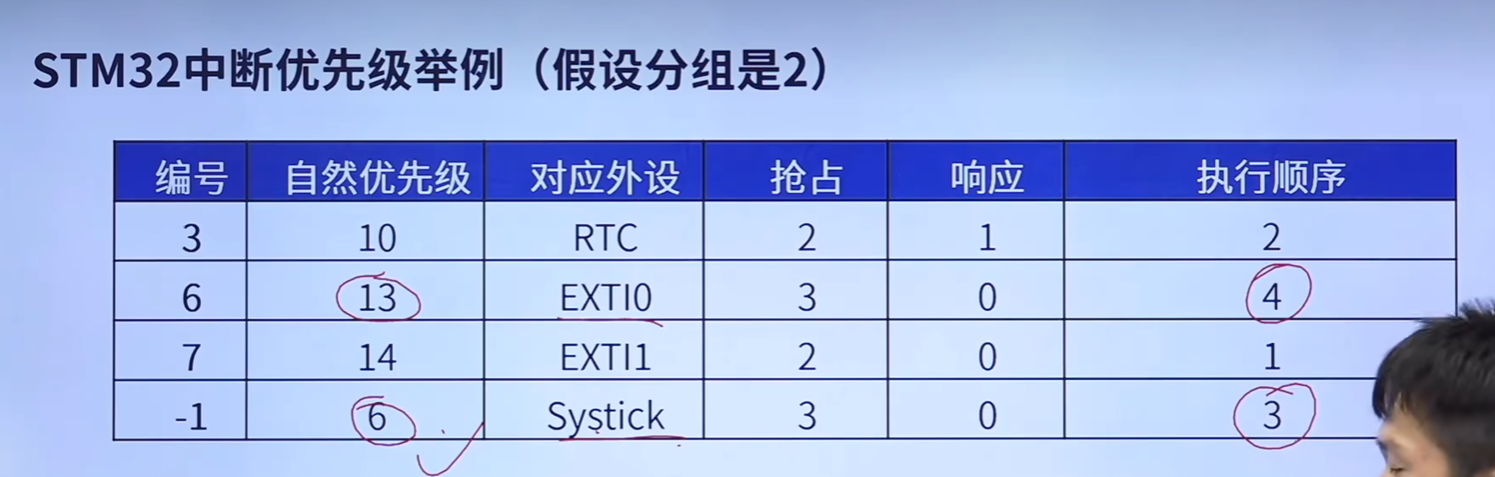 STM32中断优先级举例（假设分组是2）
编号 自然优先级 对应外设 抢占 响应 执行顺序
3 10 RTC 2 1 2
6 13 EXTI0 3 0 4
7 14 EXTI1 2 0 1
-1 6 Systick 3 0 3